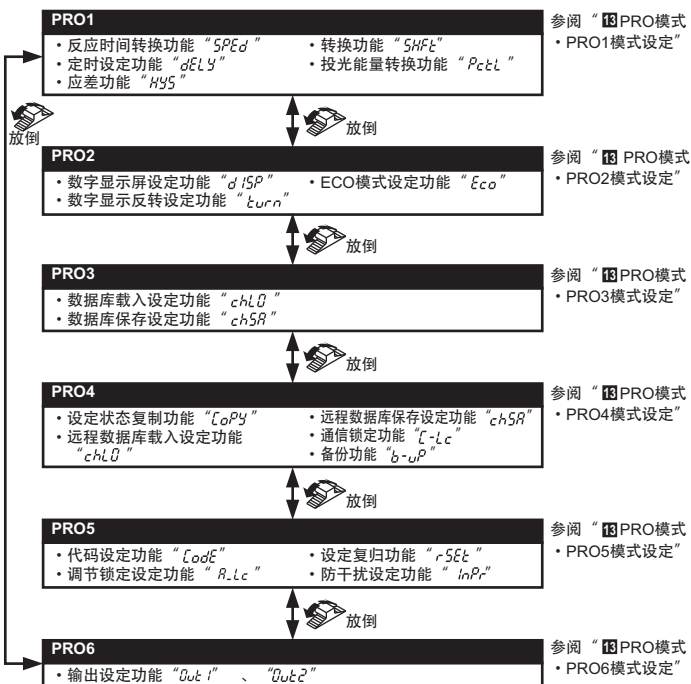 PRO1
参阅“ 13PRO模式
・反应时间转换功能 “SPEd ”
・转换功能 “SHFt”
・PRO1模式设定”
・定时设定功能 “dELY”
・投光能量转换功能 “PctL ”
・应差功能 “HYS”
放倒
放倒
PRO2
参阅“ 13 PRO模式
・数字显示屏设定功能 “dISP”
・ECO模式设定功能 “Eco”
・PRO2模式设定”
・数字显示反转设定功能 “turn”
放倒
PRO3
参阅“ 13PRO模式
・数据库载入设定功能 “chLO ”
・PRO3模式设定”
・数据库保存设定功能 “chSA”
放倒
PRO4
参阅“ 13PRO模式
・设定状态复制功能 “CoPY”
・远程数据库保存设定功能 “chSA”
・PRO4模式设定”
・远程数据库载入设定功能
“chLO”
・通信锁定功能 “C-Lc”
・备份功能 “b-uP”
放倒
PRO5
参阅“ 13PRO模式
・代码设定功能 “CodE”
・设定复归功能 “rSEt”
・PRO5模式设定”
・调节锁定设定功能 “A.Lc”
・防干扰设定功能 “InPr”
放倒
PRO6
参阅“ 13PRO模式
・输出设定功能 “Out1” 、 “Out2”
・PRO6模式设定”